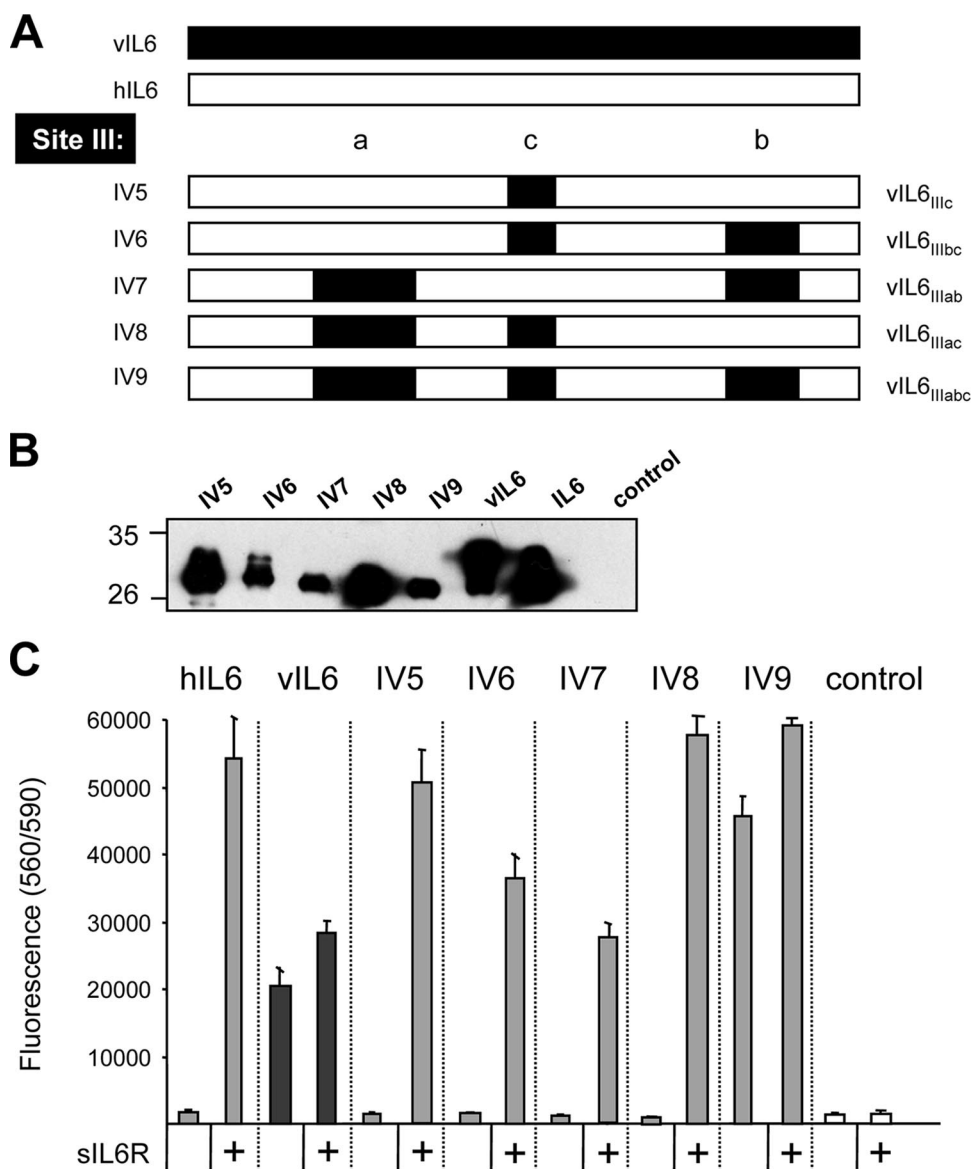 A
vIL6
hIL6
Site III: a c b
IV5 vIL6IIIc
IV6 vIL6IIIbc
IV7 vIL6IIIab
IV8 vIL6IIIac
IV9 vIL6IIIabc
B
IV5 IV6 IV7 IV8 IV9 vIL6 IL6 control
35
26
C
hIL6 vIL6 IV5 IV6 IV7 IV8 IV9 control
Fluorescence (560/590)
60000
50000
40000
30000
20000
10000
sIL6R + + + + + + + +